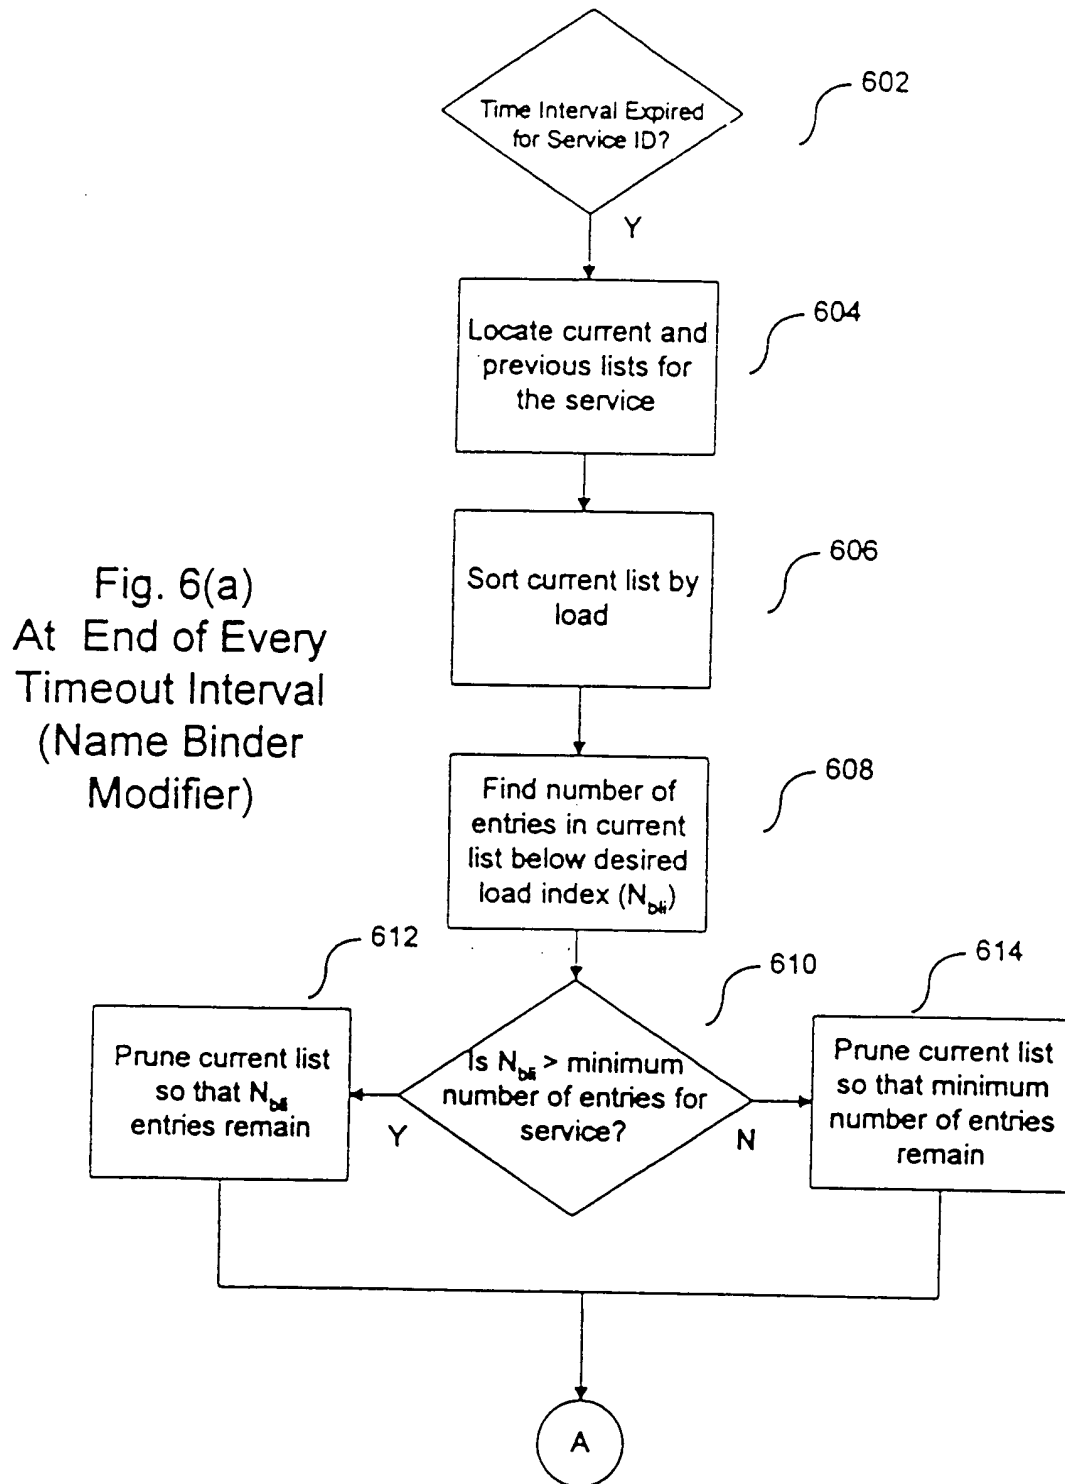 602
Time Interval Expired
for Service ID?
Y
604
Locate current and
previous lists for
the service
606
Sort current list by
load
Fig. 6(a)
At End of Every
Timeout Interval
(Name Binder
Modifier)
608
Find number of
entries in current
list below desired
load index (Nbli)
612
610
614
Prune current list
so that Nbli
entries remain
Is Nbli > minimum
number of entries for
service?
Y
N
Prune current list
so that minimum
number of entries
remain
A